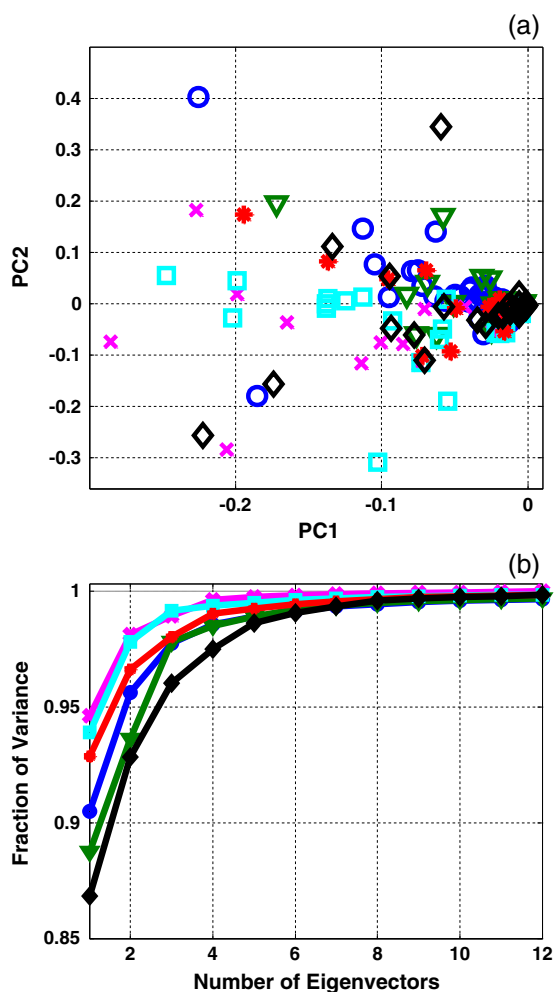 (a)
0.4
0.3
0.2
0.1
0
-0.1
-0.2
-0.3
PC2
-0.2 -0.1 0
PC1
(b)
1
0.95
0.9
0.85
Fraction of Variance
2 4 6 8 10 12
Number of Eigenvectors